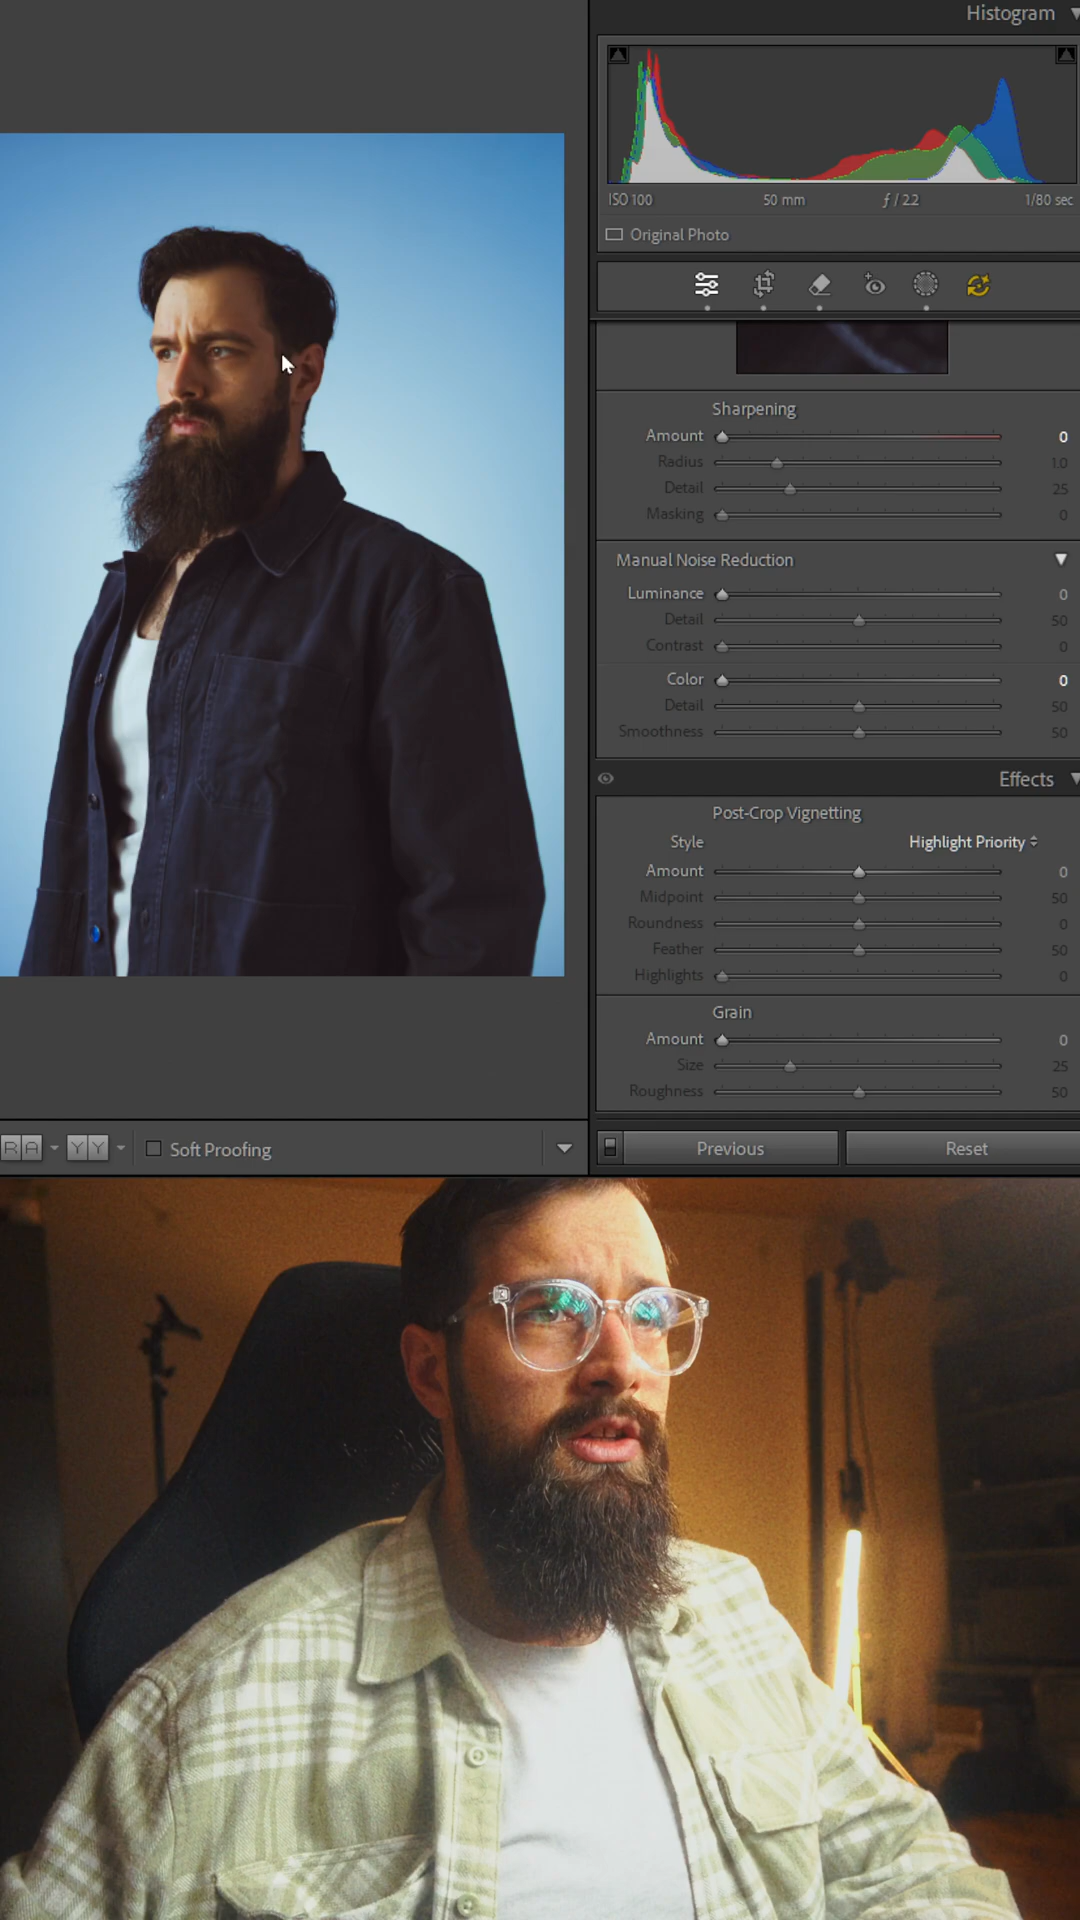 Histogram
ISO 100 50 mm ƒ / 2.2 1/80 sec
Original Photo
Sharpening
Amount 0
Radius 1.0
Detail 25
Masking 0
Manual Noise Reduction
Luminance 0
Detail 50
Contrast 0
Color 0
Detail 50
Smoothness 50
Effects
Post-Crop Vignetting
Style Highlight Priority
Amount 0
Midpoint 50
Roundness 0
Feather 50
Highlights 0
Grain
Amount 0
Size 25
Roughness 50
R A Y Y Soft Proofing
Previous Reset